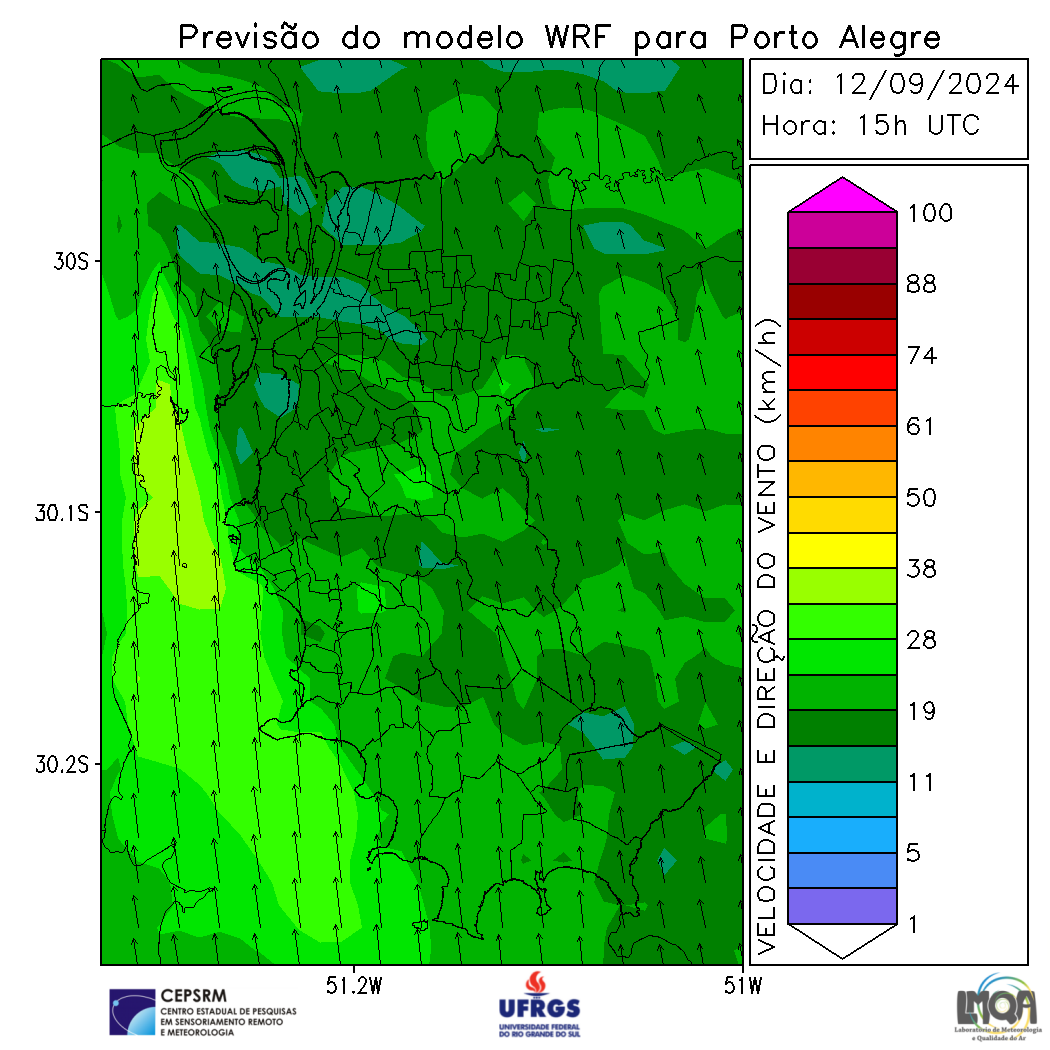 Previsão do modelo WRF para Porto Alegre
Dia: 12/09/2024
Hora: 15h UTC
30S
30.1S
30.2S
51.2W
51W
VELOCIDADE E DIREÇÃO DO VENTO (km/h)
100
88
74
61
50
38
28
19
11
5
1
CEPSRM
CENTRO ESTADUAL DE PESQUISAS
EM SENSORIAMENTO REMOTO
E METEOROLOGIA
UFRGS
UNIVERSIDADE FEDERAL
DO RIO GRANDE DO SUL
LMQA
Laboratório de Meteorologia
e Qualidade do Ar